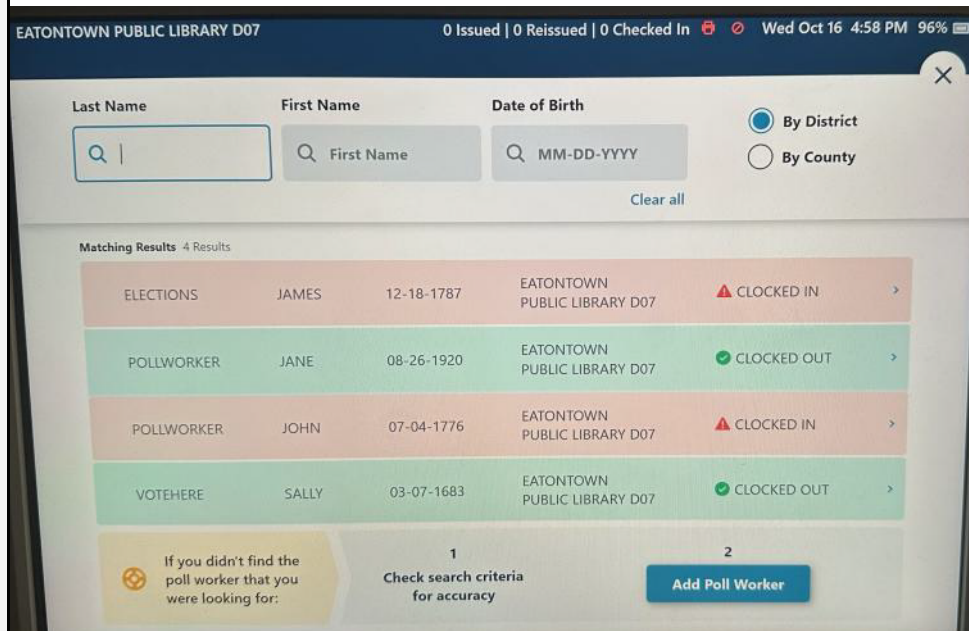 EATONTOWN PUBLIC LIBRARY D07 0 Issued | 0 Reissued | 0 Checked In Wed Oct 16 4:58 PM 96%
Last Name First Name Date of Birth
By District
First Name MM-DD-YYYY
By County
Clear all
Matching Results 4 Results
ELECTIONS JAMES 12-18-1787 EATONTOWN PUBLIC LIBRARY D07 CLOCKED IN
POLLWORKER JANE 08-26-1920 EATONTOWN PUBLIC LIBRARY D07 CLOCKED OUT
POLLWORKER JOHN 07-04-1776 EATONTOWN PUBLIC LIBRARY D07 CLOCKED IN
VOTEHERE SALLY 03-07-1683 EATONTOWN PUBLIC LIBRARY D07 CLOCKED OUT
If you didn't find the
poll worker that you
were looking for:
1
Check search criteria
for accuracy
2
Add Poll Worker